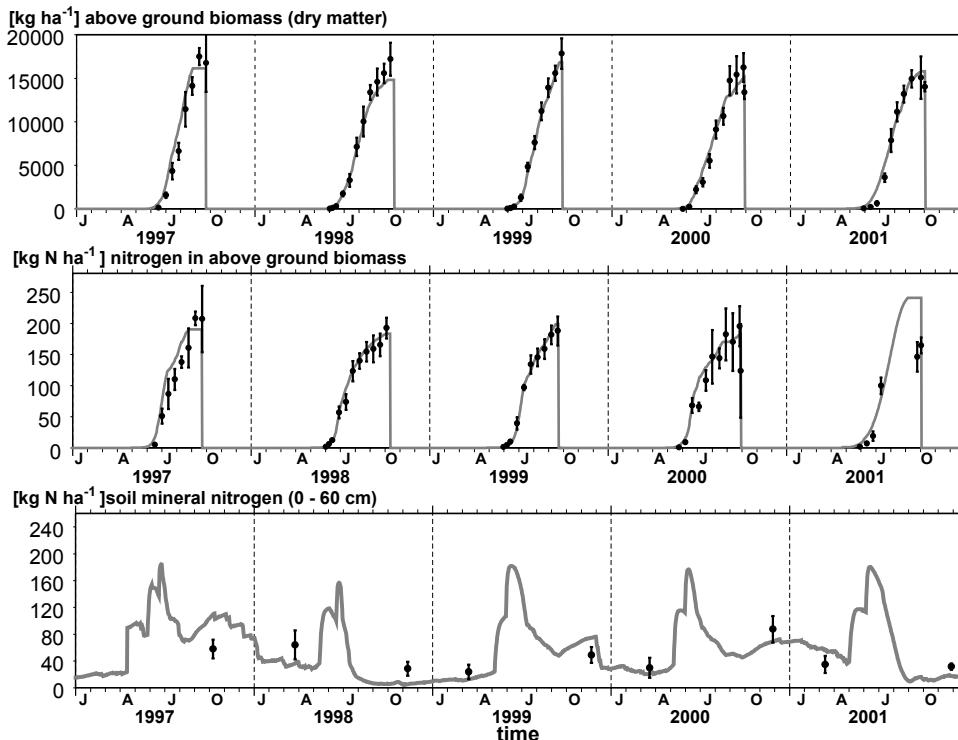 [kg ha-1] above ground biomass (dry matter)
20000
15000
10000
5000
0
J A J O J A J O J A J O J A J O J A J O
1997 1998 1999 2000 2001
[kg N ha-1] nitrogen in above ground biomass
250
200
150
100
50
0
J A J O J A J O J A J O J A J O J A J O
1997 1998 1999 2000 2001
[kg N ha-1]soil mineral nitrogen (0 - 60 cm)
240
200
160
120
80
40
0
J A J O J A J O J A J O J A J O J A J O
1997 1998 1999 2000 2001
time